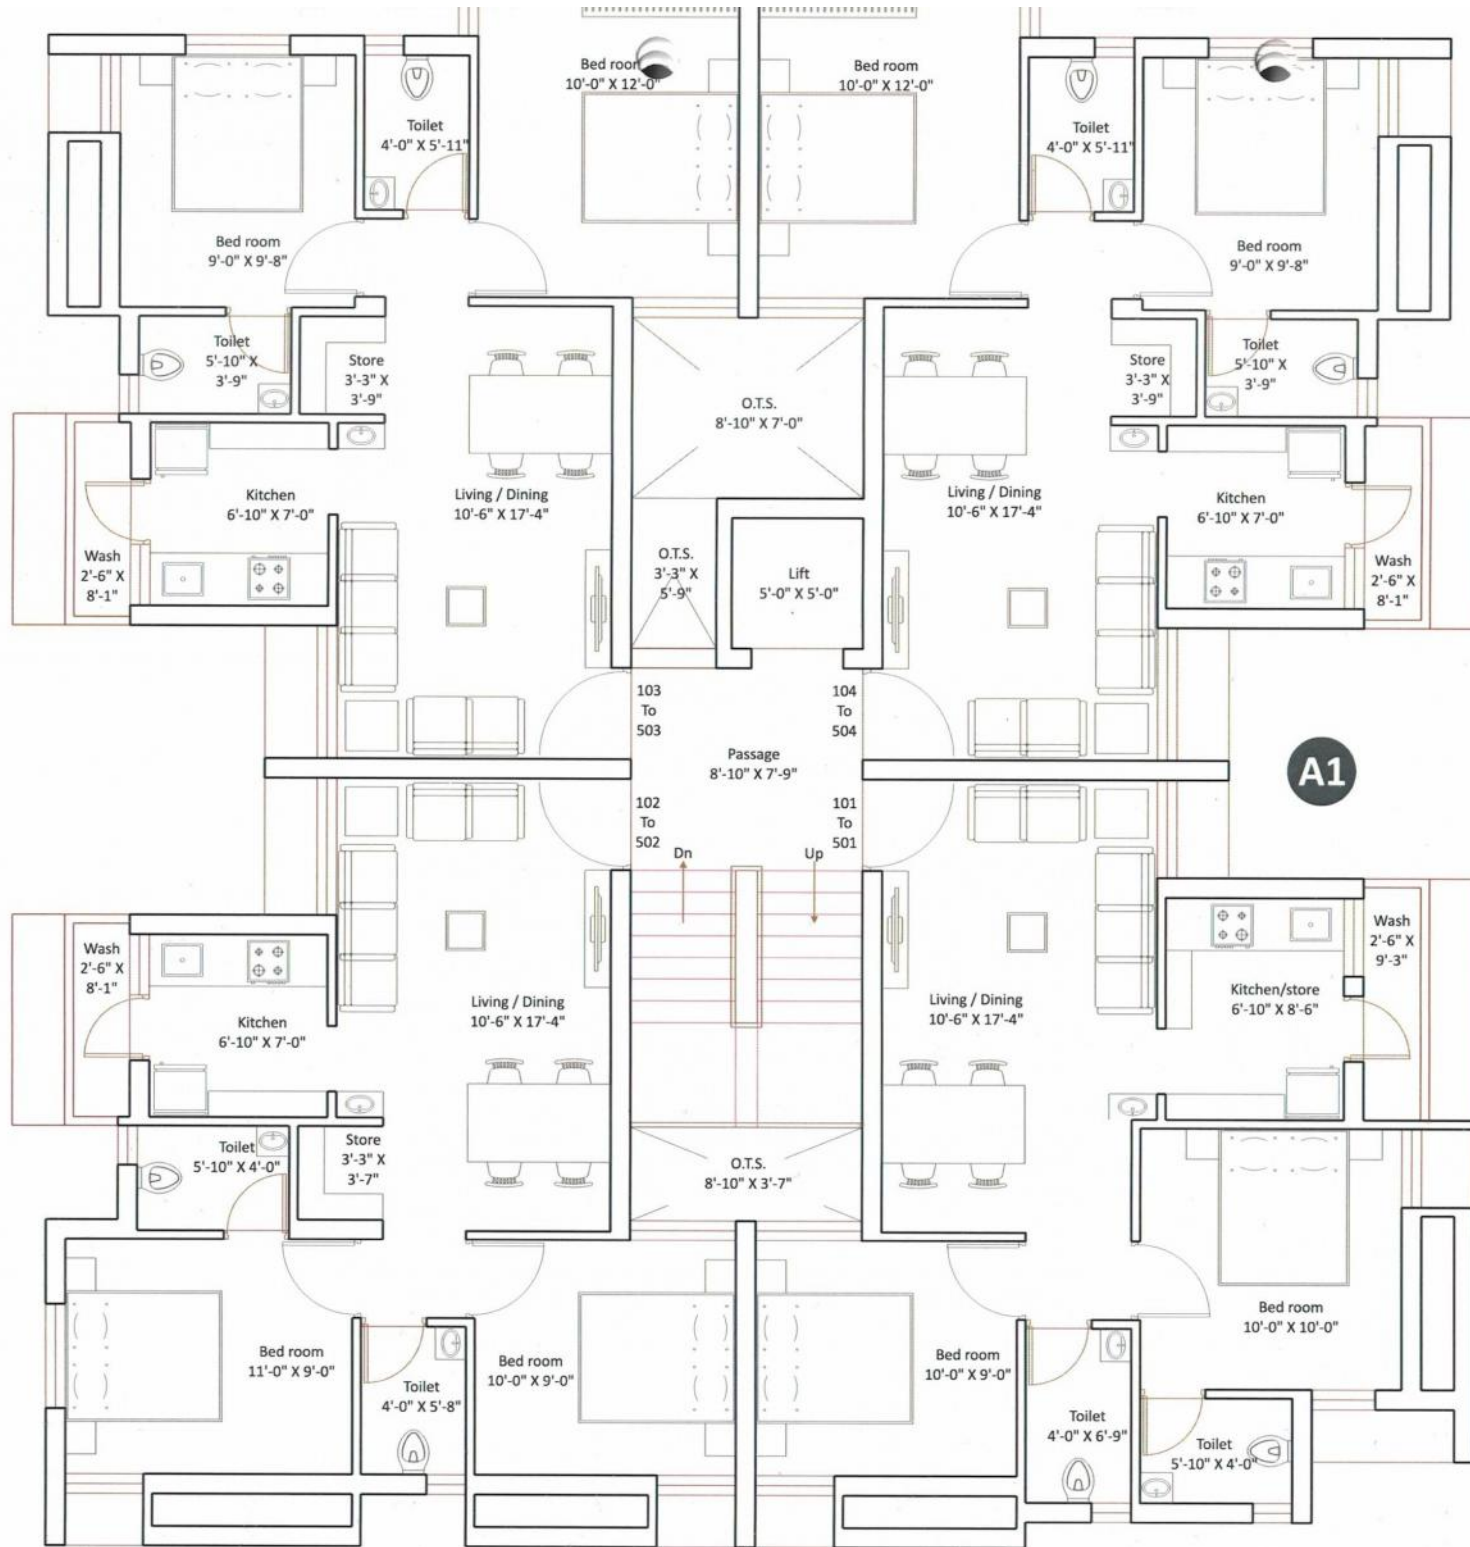 Bed room
10'-0" X 12'-0"
Bed room
10'-0" X 12'-0"
Toilet
4'-0" X 5'-11"
Toilet
4'-0" X 5'-11"
Bed room
9'-0" X 9'-8"
Bed room
9'-0" X 9'-8"
Toilet
5'-10" X
3'-9"
Store
3'-3" X
3'-9"
O.T.S.
8'-10" X 7'-0"
Store
3'-3" X
3'-9"
Toilet
5'-10" X
3'-9"
Kitchen
6'-10" X 7'-0"
Living / Dining
10'-6" X 17'-4"
Living / Dining
10'-6" X 17'-4"
Kitchen
6'-10" X 7'-0"
Wash
2'-6" X
8'-1"
O.T.S.
3'-3" X
5'-9"
Lift
5'-0" X 5'-0"
Wash
2'-6" X
8'-1"
103
To
503
104
To
504
Passage
8'-10" X 7'-9"
A1
102
To
502
101
To
501
Dn
Up
Wash
2'-6" X
8'-1"
Kitchen
6'-10" X 7'-0"
Living / Dining
10'-6" X 17'-4"
Living / Dining
10'-6" X 17'-4"
Kitchen/store
6'-10" X 8'-6"
Wash
2'-6" X
9'-3"
Toilet
5'-10" X 4'-0"
Store
3'-3" X
3'-7"
O.T.S.
8'-10" X 3'-7"
Bed room
11'-0" X 9'-0"
Toilet
4'-0" X 5'-8"
Bed room
10'-0" X 9'-0"
Bed room
10'-0" X 9'-0"
Bed room
10'-0" X 10'-0"
Toilet
4'-0" X 6'-9"
Toilet
5'-10" X 4'-0"